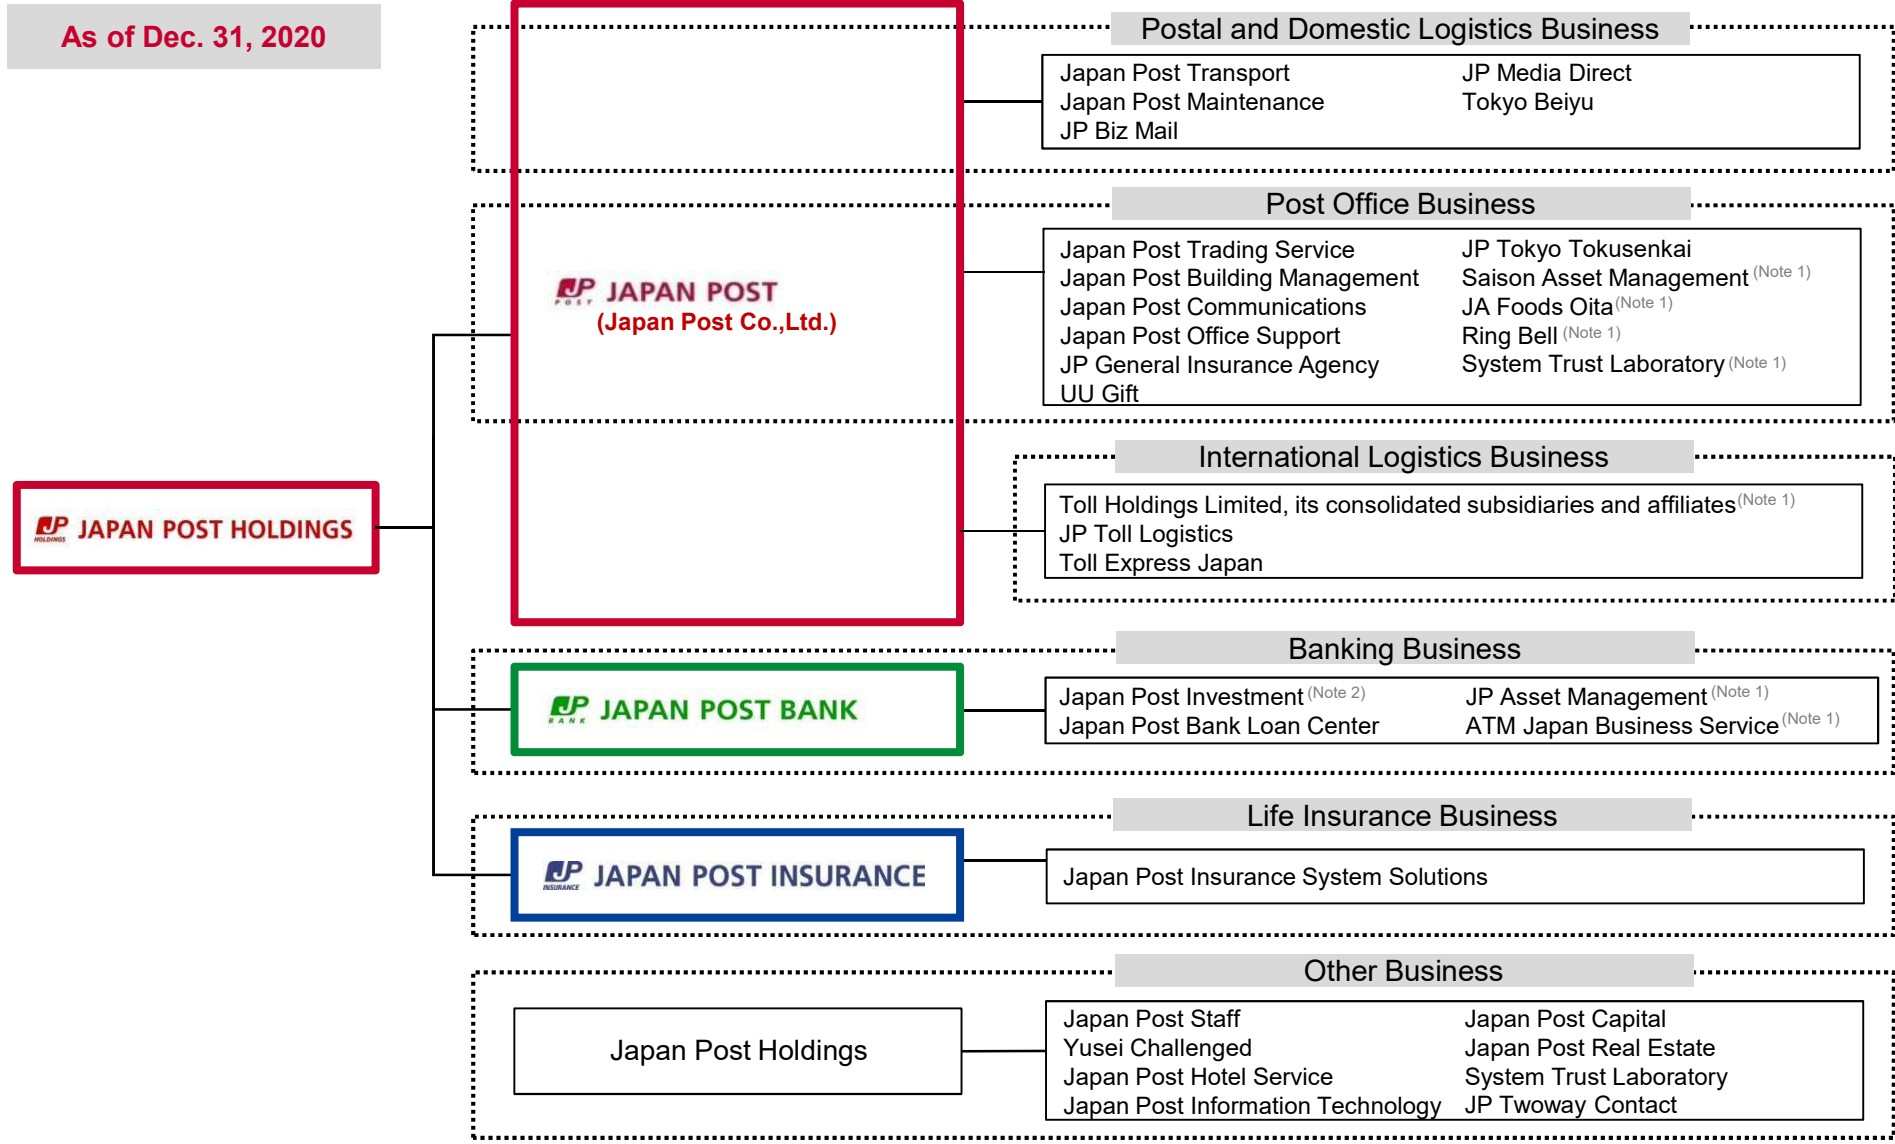 As of Dec. 31, 2020
Postal and Domestic Logistics Business
Japan Post Transport
Japan Post Maintenance
JP Biz Mail
JP Media Direct
Tokyo Beiyu
Post Office Business
JP POST JAPAN POST
(Japan Post Co.,Ltd.)
Japan Post Trading Service
Japan Post Building Management
Japan Post Communications
Japan Post Office Support
JP General Insurance Agency
UU Gift
JP Tokyo Tokusenkai
Saison Asset Management (Note 1)
JA Foods Oita (Note 1)
Ring Bell (Note 1)
System Trust Laboratory (Note 1)
International Logistics Business
Toll Holdings Limited, its consolidated subsidiaries and affiliates (Note 1)
JP Toll Logistics
Toll Express Japan
JP HOLDINGS JAPAN POST HOLDINGS
Banking Business
JP BANK JAPAN POST BANK
Japan Post Investment (Note 2)
Japan Post Bank Loan Center
JP Asset Management (Note 1)
ATM Japan Business Service (Note 1)
Life Insurance Business
JP INSURANCE JAPAN POST INSURANCE
Japan Post Insurance System Solutions
Other Business
Japan Post Holdings
Japan Post Staff
Yusei Challenged
Japan Post Hotel Service
Japan Post Information Technology
Japan Post Capital
Japan Post Real Estate
System Trust Laboratory
JP Twoway Contact